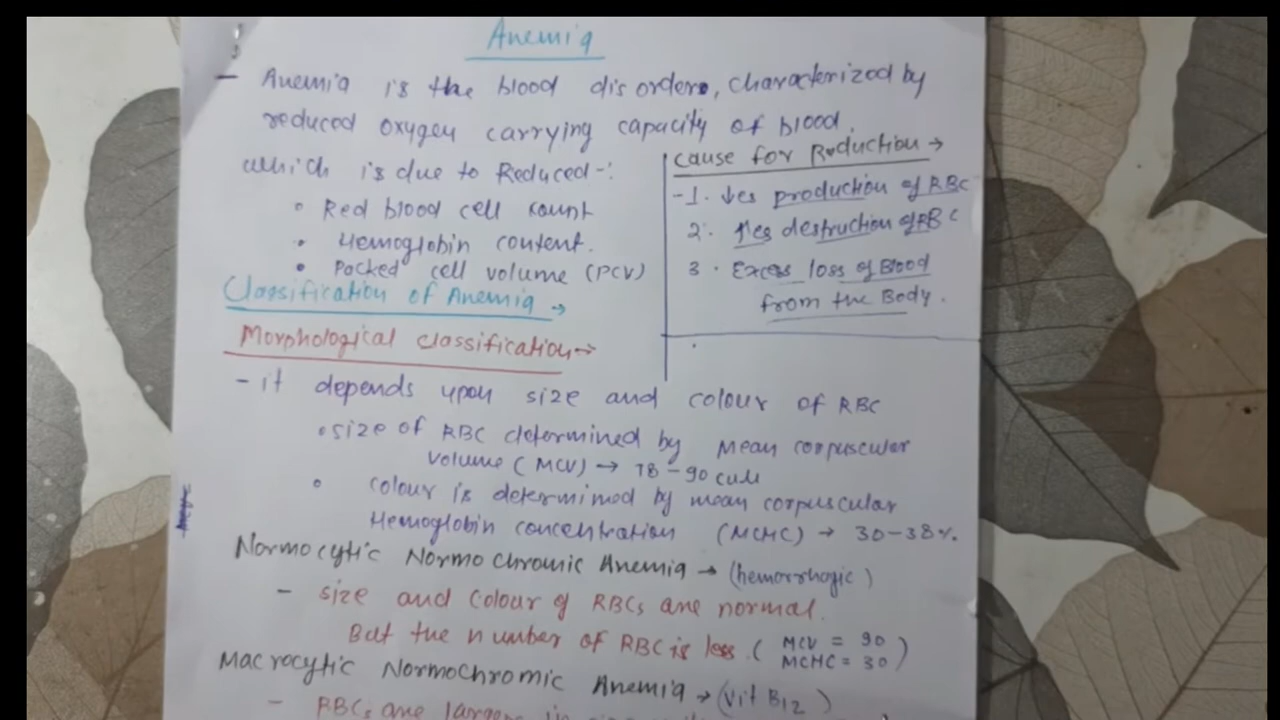 Anemia
- Anemia is the blood disorder, characterized by
reduced oxygen carrying capacity of blood.
which is due to Reduced -:
• Red blood cell count
• Hemoglobin content.
• Packed cell volume (PCV)
cause for Reduction →
-1. ↓es production of RBC
2. ↑es destruction of RBC
3. Excess loss of Blood
from the Body.
Classification of Anemia →
Morphological classification →
- it depends upon size and colour of RBC
• size of RBC determined by Mean corpuscular
volume (MCV) → 78-90
• colour is determined by mean corpuscular
Hemoglobin concentration (MCHC) → 30-38%.
Normocytic Normochromic Anemia → (hemorrhagic)
- size and colour of RBCs are normal.
But the number of RBC is less. (MCV = 90
MCHC = 30)
Macrocytic Normochromic Anemia → (vit B12)
- RBCs are larger in